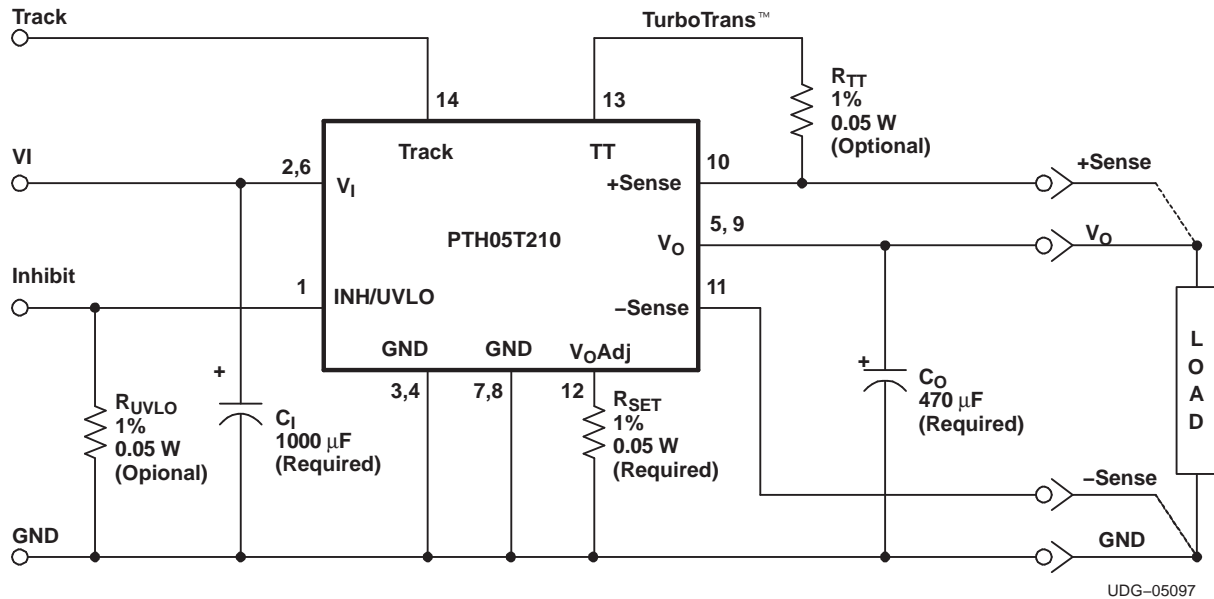 Track
TurboTrans™
R_TT
1%
0.05 W
(Optional)
14
13
VI
2,6
Track
TT
10
+Sense
V_I
+Sense
PTH05T210
5, 9
V_O
V_O
Inhibit
1
INH/UVLO
–Sense
11
GND
GND
V_OAdj
3,4
7,8
12
+
+
R_UVLO
1%
0.05 W
(Opional)
C_I
1000 μF
(Required)
R_SET
1%
0.05 W
(Required)
C_O
470 μF
(Required)
L
O
A
D
–Sense
GND
GND
UDG–05097